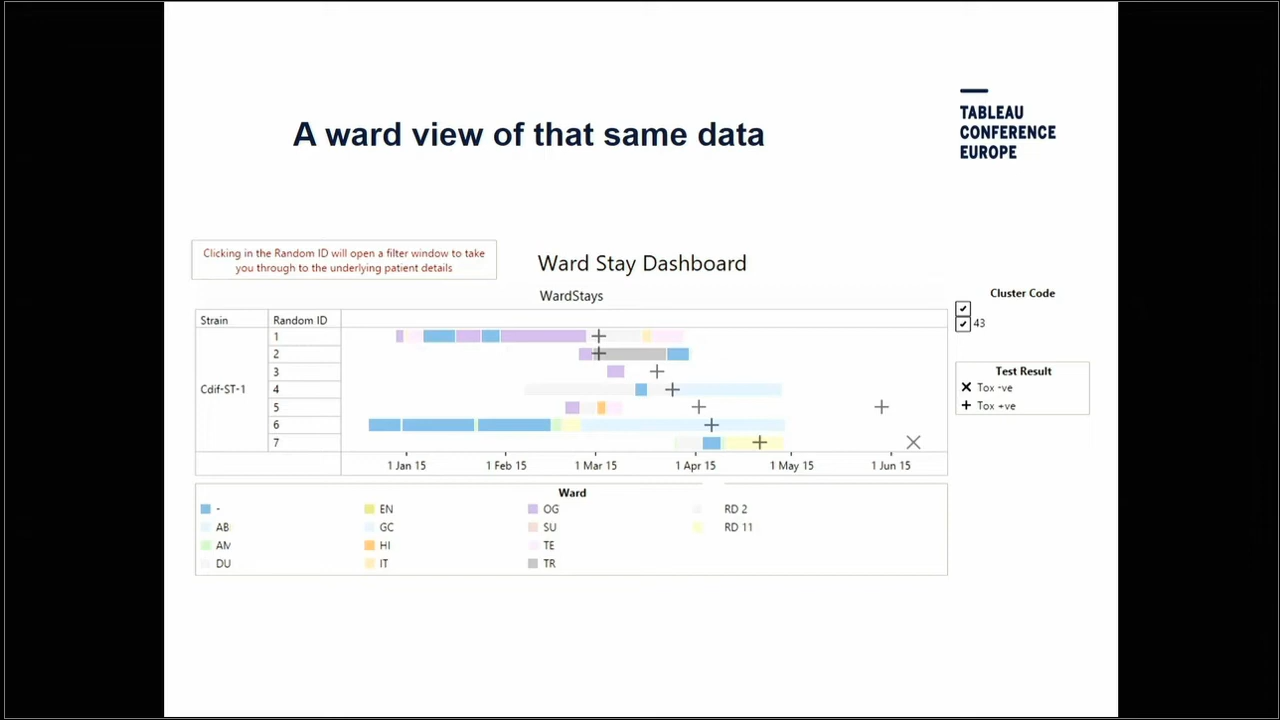 A ward view of that same data
TABLEAU
CONFERENCE
EUROPE
Clicking in the Random ID will open a filter window to take
you through to the underlying patient details
Ward Stay Dashboard
WardStays
Strain
Random ID
Cdif-ST-1
1
2
3
4
5
6
7
1 Jan 15
1 Feb 15
1 Mar 15
1 Apr 15
1 May 15
1 Jun 15
Cluster Code
43
Test Result
Tox -ve
Tox +ve
Ward
-
AB
AM
DU
EN
GC
HI
IT
OG
SU
TE
TR
RD 2
RD 11